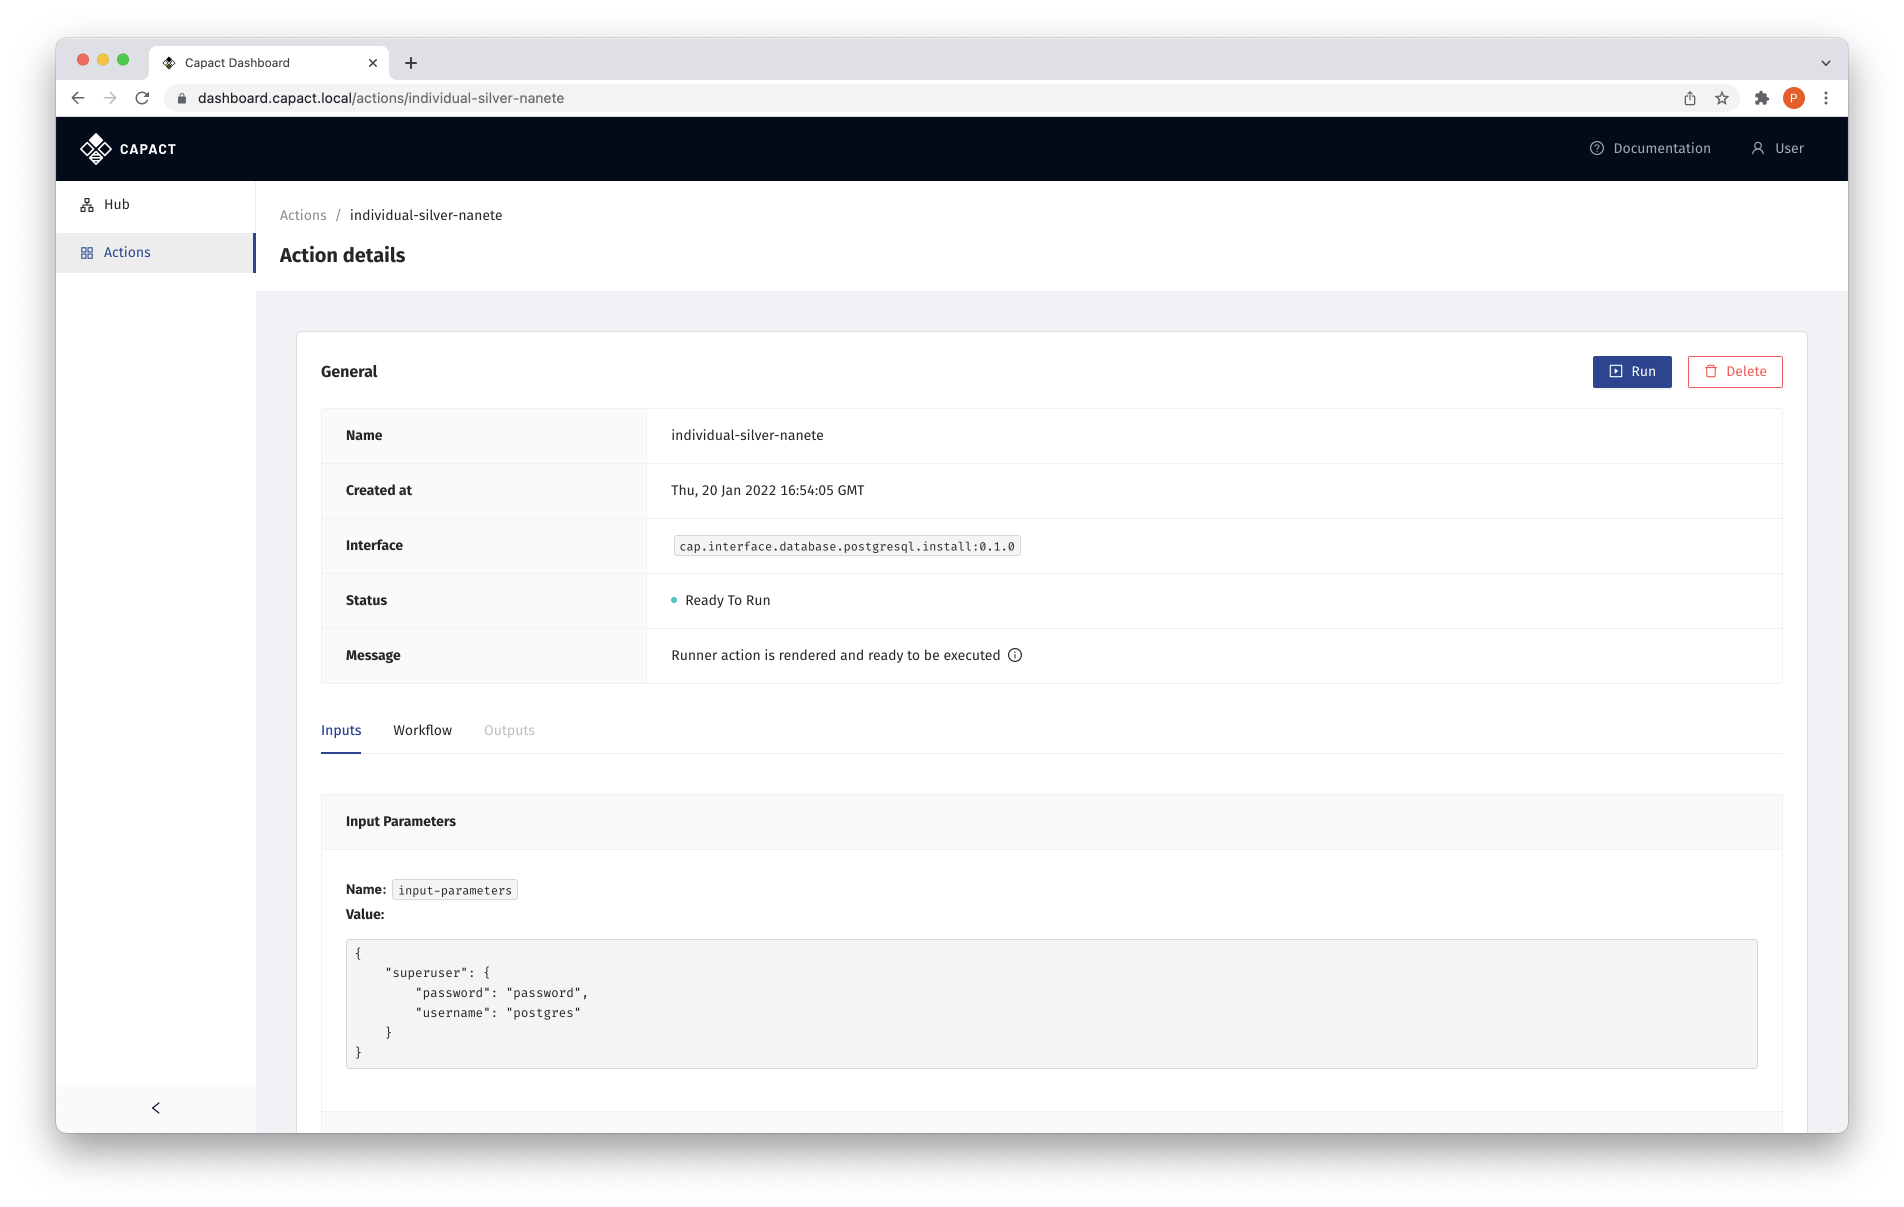 Capact Dashboard
dashboard.capact.local/actions/individual-silver-nanete
P
CAPACT
Documentation
User
Hub
Actions
Actions / individual-silver-nanete
Action details
General
Run
Delete
Name
individual-silver-nanete
Created at
Thu, 20 Jan 2022 16:54:05 GMT
Interface
cap.interface.database.postgresql.install:0.1.0
Status
Ready To Run
Message
Runner action is rendered and ready to be executed
Inputs
Workflow
Outputs
Input Parameters
Name: input-parameters
Value:
{
    "superuser": {
        "password": "password",
        "username": "postgres"
    }
}